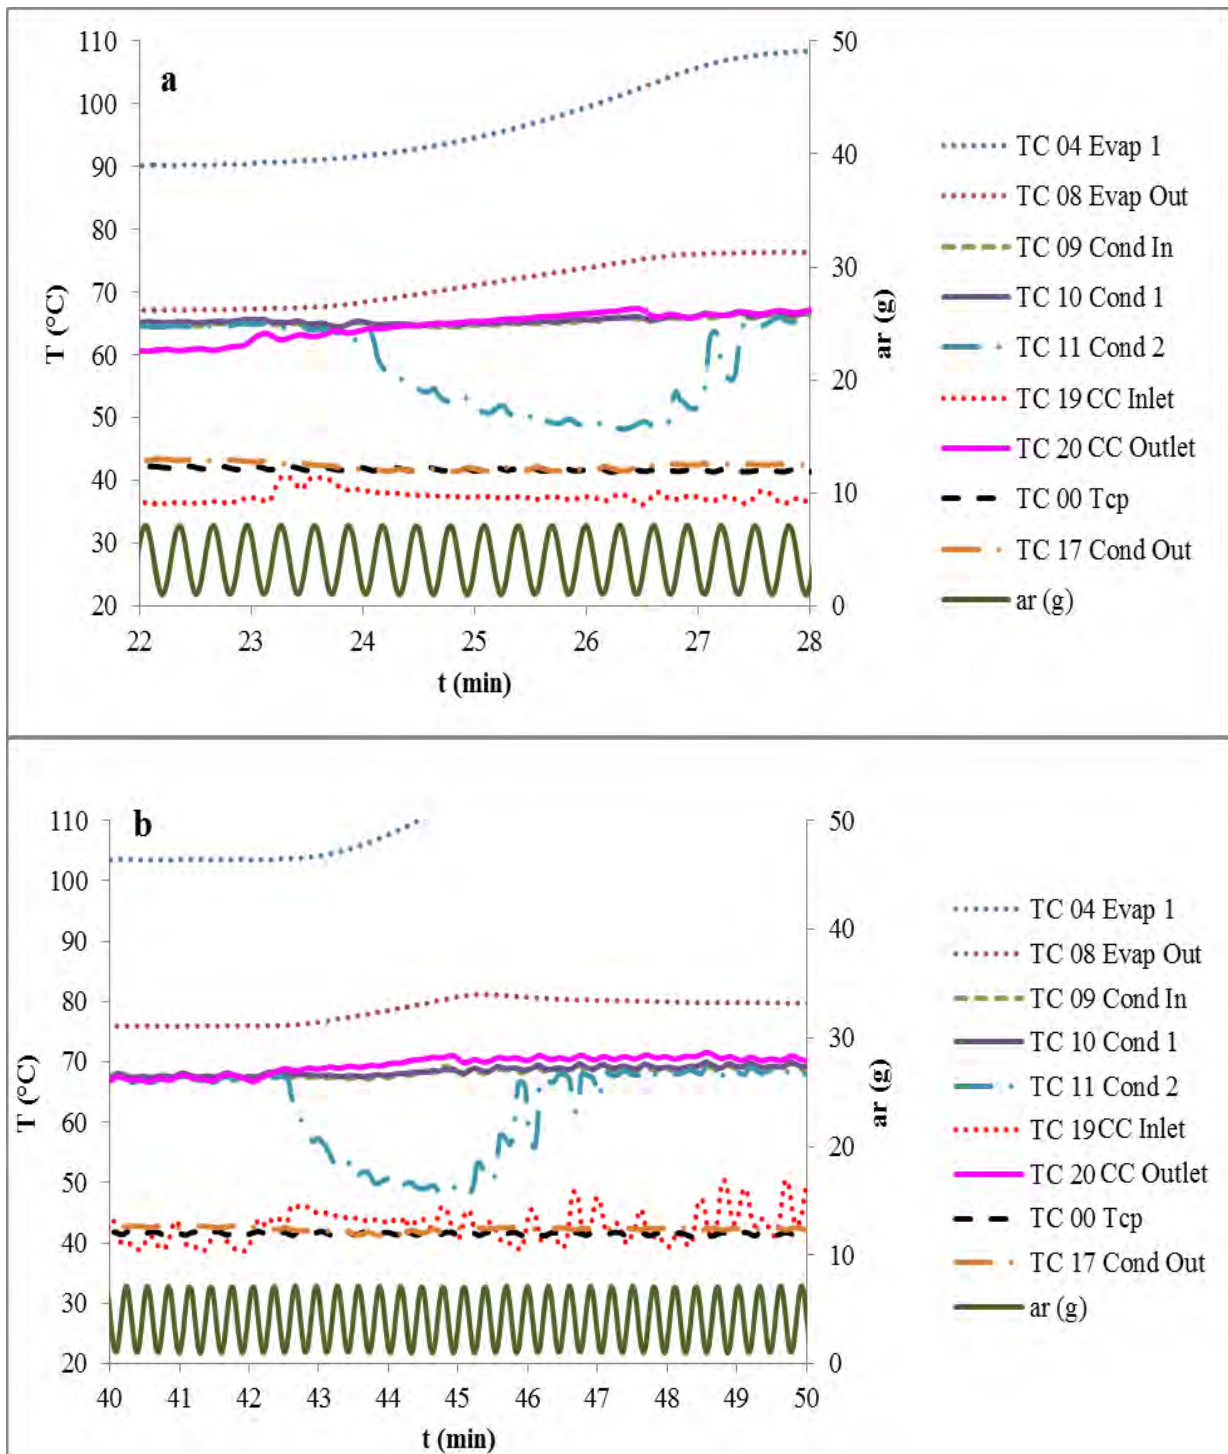 a
110
100
90
80
70
60
50
40
30
20
T (°C)
50
40
30
20
10
0
ar (g)
22 23 24 25 26 27 28
t (min)
TC 04 Evap 1
TC 08 Evap Out
TC 09 Cond In
TC 10 Cond 1
TC 11 Cond 2
TC 19 CC Inlet
TC 20 CC Outlet
TC 00 Tcp
TC 17 Cond Out
ar (g)
b
110
100
90
80
70
60
50
40
30
20
T (°C)
50
40
30
20
10
0
ar (g)
40 41 42 43 44 45 46 47 48 49 50
t (min)
TC 04 Evap 1
TC 08 Evap Out
TC 09 Cond In
TC 10 Cond 1
TC 11 Cond 2
TC 19 CC Inlet
TC 20 CC Outlet
TC 00 Tcp
TC 17 Cond Out
ar (g)